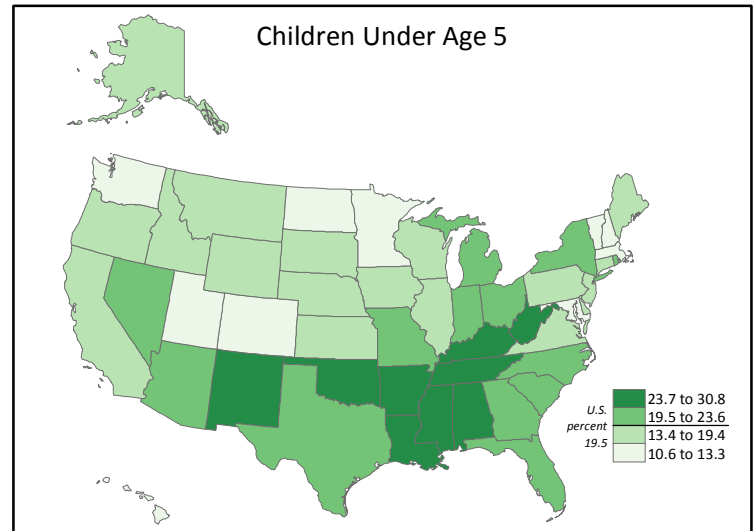 Children Under Age 5
23.7 to 30.8
U.S. 19.5 to 23.6
percent 13.4 to 19.4
19.5 10.6 to 13.3